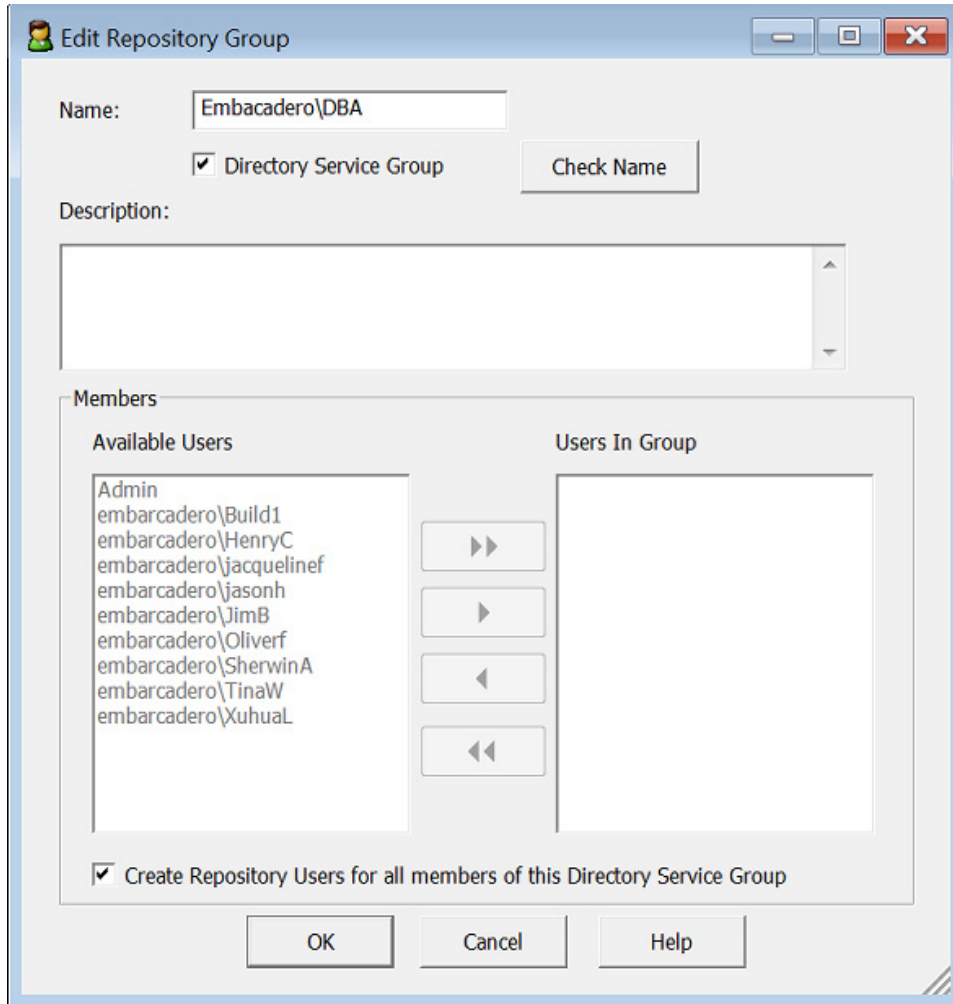 Edit Repository Group
Name: Embacadero\DBA
Directory Service Group Check Name
Description:
Members
Available Users Users In Group
Admin
embarcadero\Build1
embarcadero\HenryC
embarcadero\jacquelinef
embarcadero\jasonh
embarcadero\JimB
embarcadero\Oliverf
embarcadero\SherwinA
embarcadero\TinaW
embarcadero\XuhuaL
Create Repository Users for all members of this Directory Service Group
OK Cancel Help